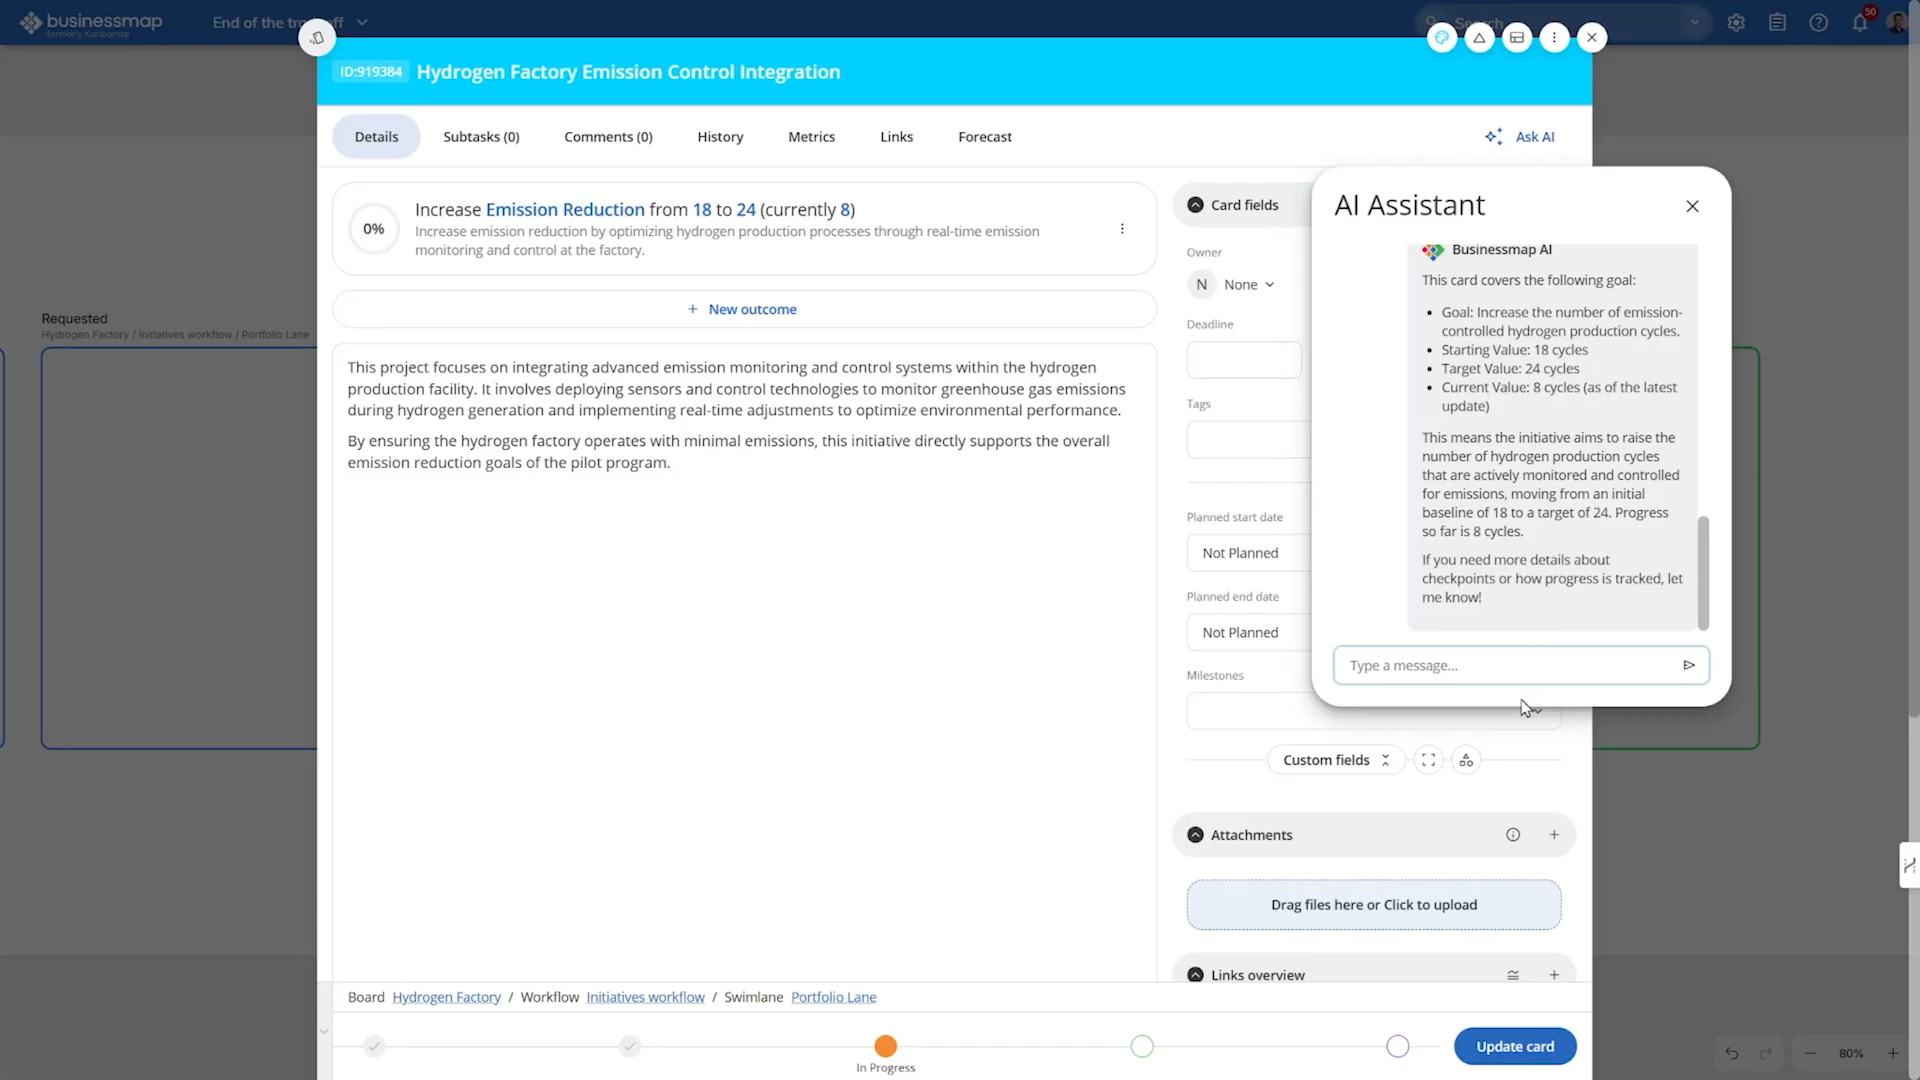 businessmap
formerly Kanbanize
End of the
ff
Search
50
ID:919384
Hydrogen Factory Emission Control Integration
Details
Subtasks (0)
Comments (0)
History
Metrics
Links
Forecast
Ask AI
0%
Increase Emission Reduction from 18 to 24 (currently 8)
Increase emission reduction by optimizing hydrogen production processes through real-time emission
monitoring and control at the factory.
+ New outcome
This project focuses on integrating advanced emission monitoring and control systems within the hydrogen
production facility. It involves deploying sensors and control technologies to monitor greenhouse gas emissions
during hydrogen generation and implementing real-time adjustments to optimize environmental performance.
By ensuring the hydrogen factory operates with minimal emissions, this initiative directly supports the overall
emission reduction goals of the pilot program.
Requested
Hydrogen Factory / Initiatives workflow / Portfolio Lane
Card fields
Owner
N None
Deadline
Tags
Planned start date
Not Planned
Planned end date
Not Planned
Milestones
Custom fields
Attachments
Drag files here or Click to upload
Links overview
AI Assistant
Businessmap AI
This card covers the following goal:
• Goal: Increase the number of emission-
controlled hydrogen production cycles.
• Starting Value: 18 cycles
• Target Value: 24 cycles
• Current Value: 8 cycles (as of the latest
update)
This means the initiative aims to raise the
number of hydrogen production cycles
that are actively monitored and controlled
for emissions, moving from an initial
baseline of 18 to a target of 24. Progress
so far is 8 cycles.
If you need more details about
checkpoints or how progress is tracked, let
me know!
Type a message...
Board Hydrogen Factory / Workflow Initiatives workflow / Swimlane Portfolio Lane
In Progress
Update card
80%